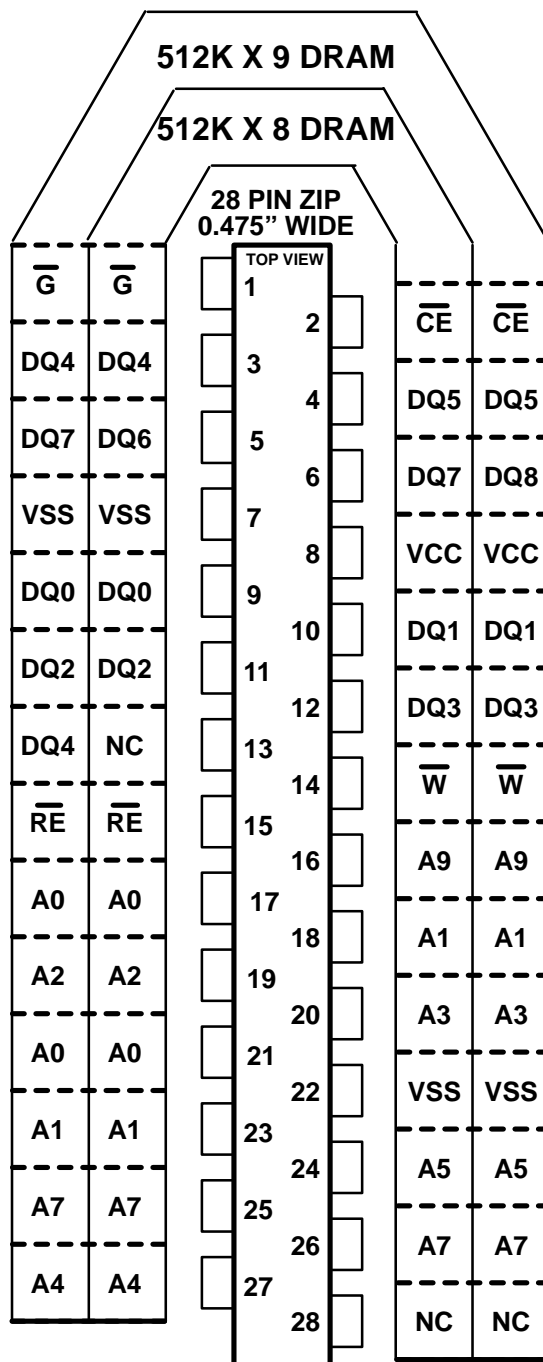 512K X 9 DRAM
512K X 8 DRAM
28 PIN ZIP
0.475” WIDE
TOP VIEW
G̅ G̅ 1
2 C̅E̅ C̅E̅
DQ4 DQ4 3
4 DQ5 DQ5
DQ7 DQ6 5
6 DQ7 DQ8
VSS VSS 7
8 VCC VCC
DQ0 DQ0 9
10 DQ1 DQ1
DQ2 DQ2 11
12 DQ3 DQ3
DQ4 NC 13
14 W̅ W̅
R̅E̅ R̅E̅ 15
16 A9 A9
A0 A0 17
18 A1 A1
A2 A2 19
20 A3 A3
A0 A0 21
22 VSS VSS
A1 A1 23
24 A5 A5
A7 A7 25
26 A7 A7
A4 A4 27
28 NC NC